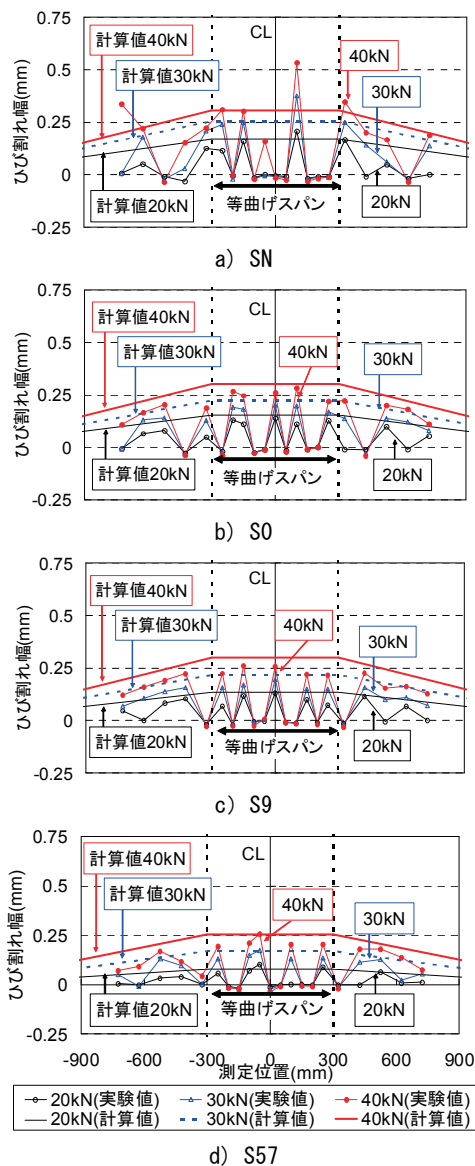 CL
計算値40kN
計算値30kN
40kN
30kN
ひび割れ幅(mm)
0.75
0.5
0.25
0
-0.25
計算値20kN
20kN
等曲げスパン
a) SN
CL
計算値40kN
計算値30kN
40kN
30kN
ひび割れ幅(mm)
0.75
0.5
0.25
0
-0.25
計算値20kN
20kN
等曲げスパン
b) S0
CL
計算値40kN
計算値30kN
40kN
30kN
ひび割れ幅(mm)
0.75
0.5
0.25
0
-0.25
計算値20kN
20kN
等曲げスパン
c) S9
CL
計算値40kN
計算値30kN
40kN
30kN
ひび割れ幅(mm)
0.75
0.5
0.25
0
-0.25
計算値20kN
20kN
等曲げスパン
-900 -600 -300 0 300 600 900
測定位置(mm)
20kN(実験値) 30kN(実験値) 40kN(実験値)
20kN(計算値) 30kN(計算値) 40kN(計算値)
d) S57